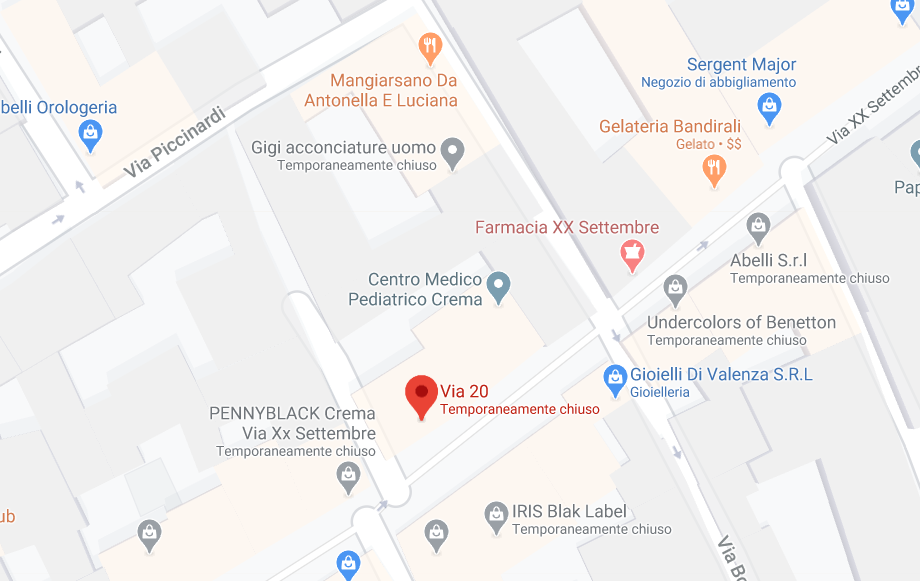 Sergent Major
Negozio di abbigliamento
Mangiarsano Da
Antonella E Luciana
belli Orologeria
Via XX Settembre
Gelateria Bandirali
Gelato • $$
Via Piccinardi
Gigi acconciature uomo
Temporaneamente chiuso
Pap
Farmacia XX Settembre
Abelli S.r.l
Temporaneamente chiuso
Centro Medico
Pediatrico Crema
Undercolors of Benetton
Temporaneamente chiuso
Gioielli Di Valenza S.R.L
Gioielleria
Via 20
Temporaneamente chiuso
PENNYBLACK Crema
Via Xx Settembre
Temporaneamente chiuso
ub
IRIS Blak Label
Temporaneamente chiuso
Via Bo